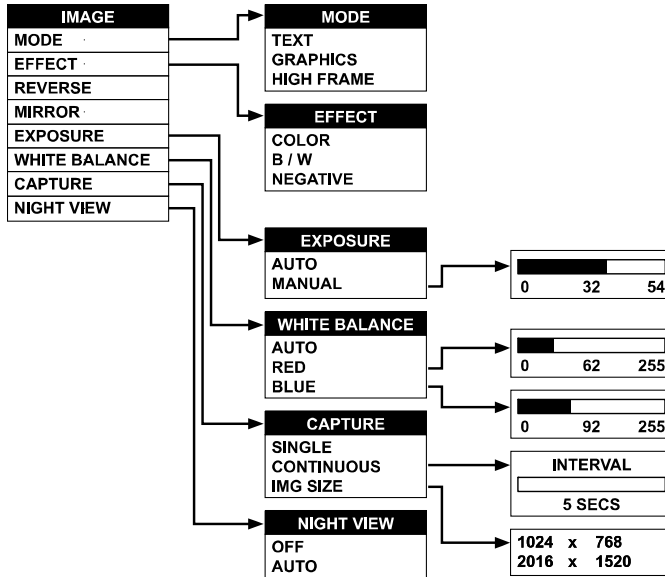 IMAGE
MODE
EFFECT
REVERSE
MIRROR
EXPOSURE
WHITE BALANCE
CAPTURE
NIGHT VIEW
MODE
TEXT
GRAPHICS
HIGH FRAME
EFFECT
COLOR
B / W
NEGATIVE
EXPOSURE
AUTO
MANUAL
0 32 54
WHITE BALANCE
AUTO
RED
BLUE
0 62 255
0 92 255
CAPTURE
SINGLE
CONTINUOUS
IMG SIZE
INTERVAL
5 SECS
1024 x 768
2016 x 1520
NIGHT VIEW
OFF
AUTO